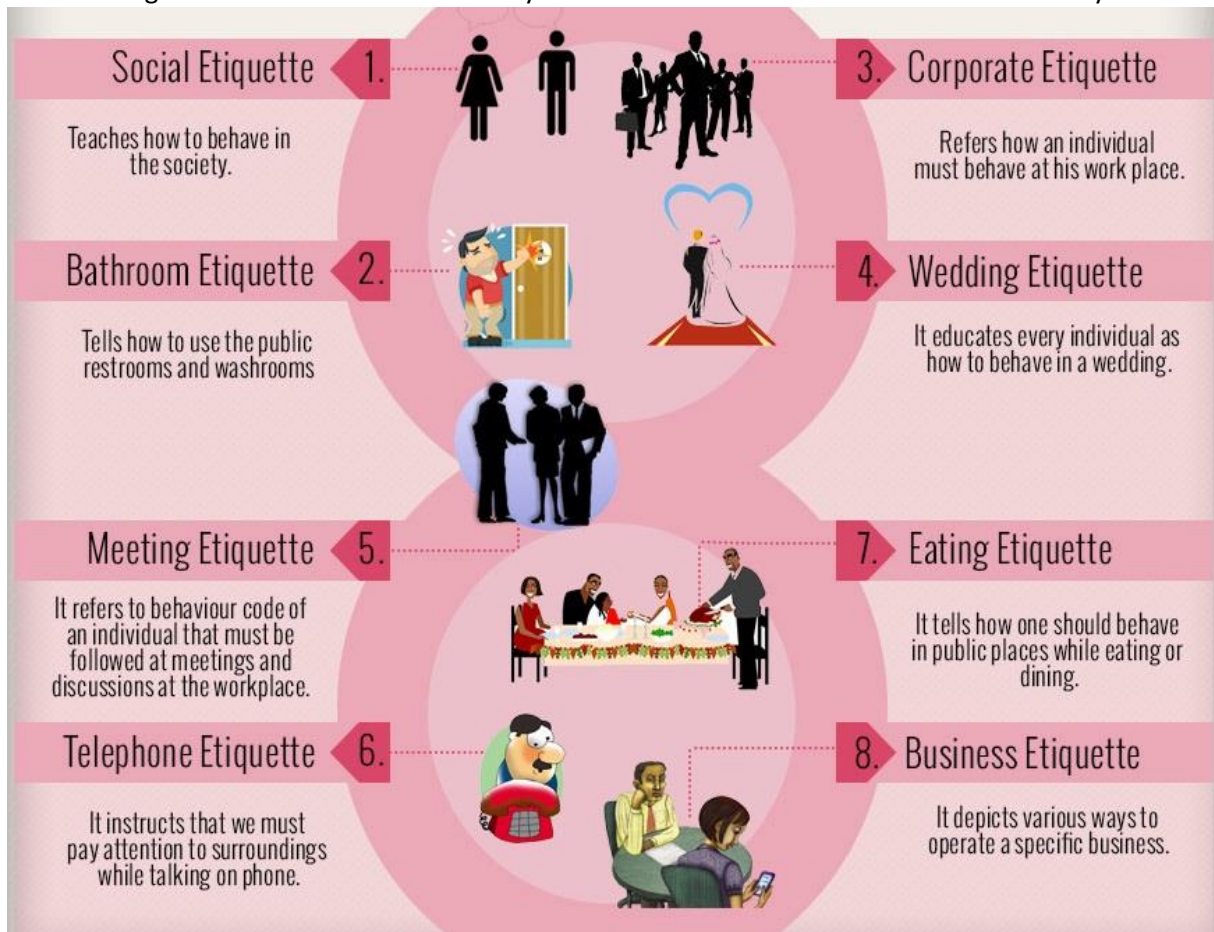 Social Etiquette 1.
Teaches how to behave in
the society.
Bathroom Etiquette 2.
Tells how to use the public
restrooms and washrooms
3. Corporate Etiquette
Refers how an individual
must behave at his work place.
4. Wedding Etiquette
It educates every individual as
how to behave in a wedding.
Meeting Etiquette 5.
It refers to behaviour code of
an individual that must be
followed at meetings and
discussions at the workplace.
Telephone Etiquette 6.
It instructs that we must
pay attention to surroundings
while talking on phone.
7. Eating Etiquette
It tells how one should behave
in public places while eating or
dining.
8. Business Etiquette
It depicts various ways to
operate a specific business.